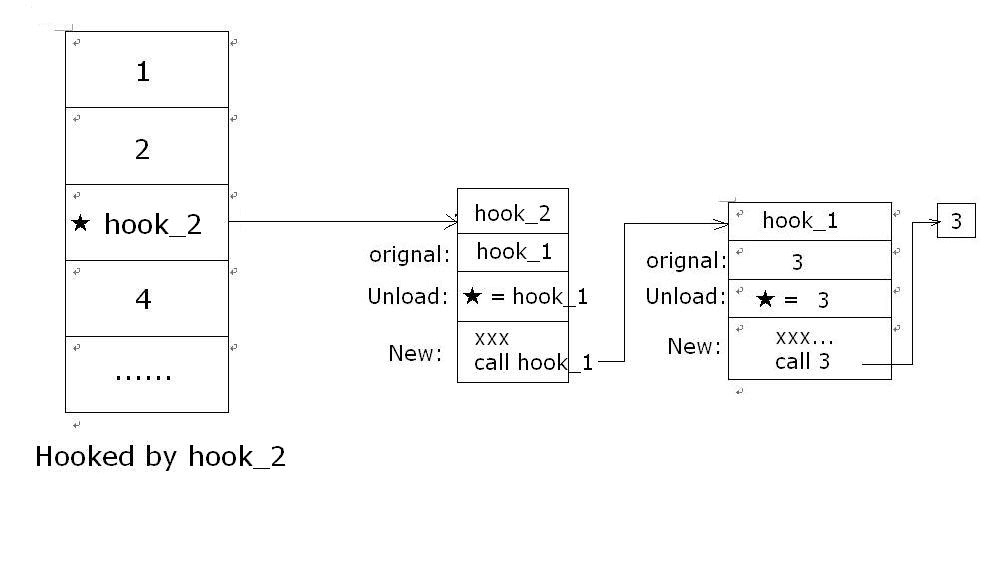 1
2
★ hook_2
4
......
Hooked by hook_2
hook_2
orignal: hook_1
Unload: ★ = hook_1
New: xxx
call hook_1
hook_1
orignal: 3
Unload: ★ = 3
New: xxx...
call 3
3